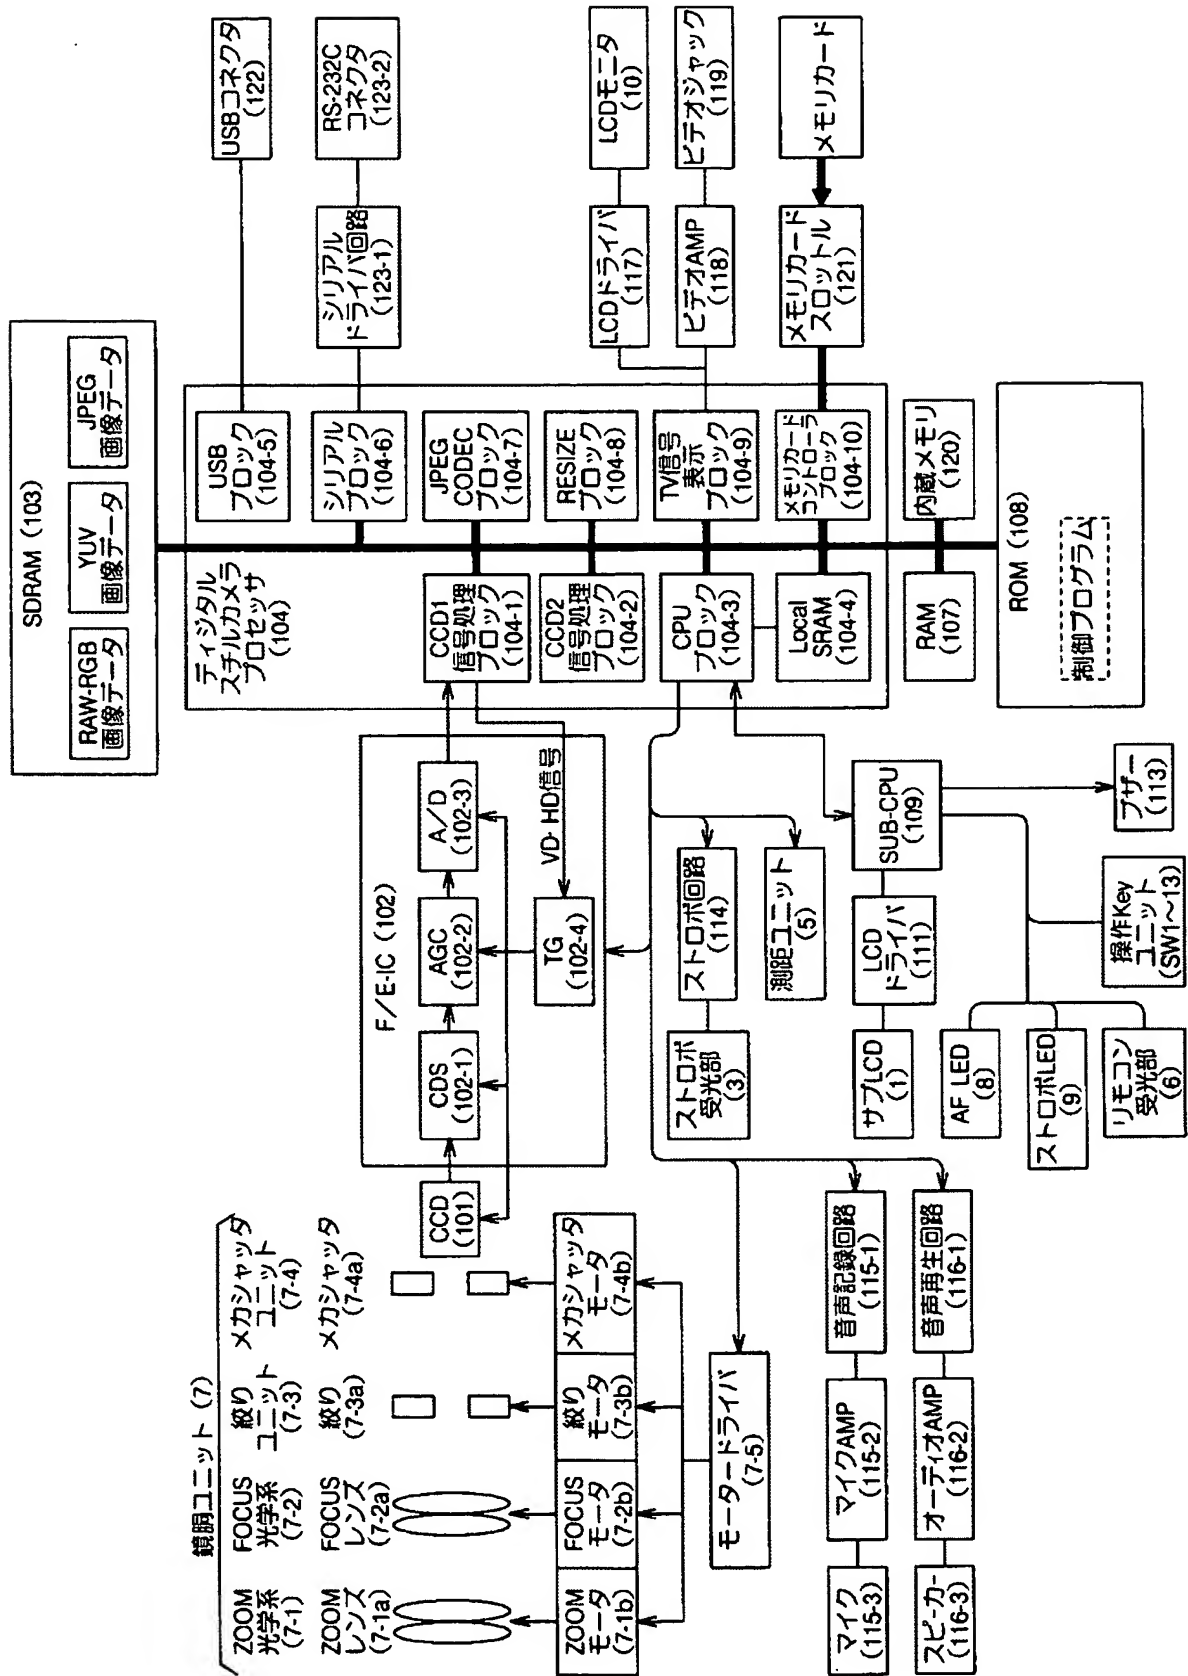 鏡胴ユニット (7)
ZOOM
光学系
(7-1)
FOCUS
光学系
(7-2)
絞り
ユニット
(7-3)
メカシャッタ
ユニット
(7-4)
ZOOM
レンズ
(7-1a)
FOCUS
レンズ
(7-2a)
絞り
(7-3a)
メカシャッタ
(7-4a)
ZOOM
モータ
(7-1b)
FOCUS
モータ
(7-2b)
絞り
モータ
(7-3b)
メカシャッタ
モータ
(7-4b)
モータードライバ
(7-5)
CCD
(101)
F/E-IC (102)
CDS
(102-1)
AGC
(102-2)
A/D
(102-3)
TG
(102-4)
VD·HD信号
SDRAM (103)
RAW-RGB
画像データ
YUV
画像データ
JPEG
画像データ
ディジタル
スチルカメラ
プロセッサ
(104)
CCD1
信号処理
ブロック
(104-1)
CCD2
信号処理
ブロック
(104-2)
CPU
ブロック
(104-3)
Local
SRAM
(104-4)
USB
ブロック
(104-5)
シリアル
ブロック
(104-6)
JPEG
CODEC
ブロック
(104-7)
RESIZE
ブロック
(104-8)
TV信号
表示
ブロック
(104-9)
メモリカード
コントローラ
ブロック
(104-10)
USBコネクタ
(122)
シリアル
ドライバ回路
(123-1)
RS-232C
コネクタ
(123-2)
LCDドライバ
(117)
LCDモニタ
(10)
ビデオAMP
(118)
ビデオジャック
(119)
メモリカード
スロットル
(121)
メモリカード
RAM
(107)
内蔵メモリ
(120)
ROM (108)
制御プログラム
ストロボ回路
(114)
ストロボ
受光部
(3)
測距ユニット
(5)
SUB-CPU
(109)
LCD
ドライバ
(111)
サブLCD
(1)
AF LED
(8)
ストロボLED
(9)
リモコン
受光部
(6)
操作Key
ユニット
(SW1〜13)
ブザー
(113)
音声記録回路
(115-1)
マイクAMP
(115-2)
マイク
(115-3)
音声再生回路
(116-1)
オーディオAMP
(116-2)
スピーカー
(116-3)